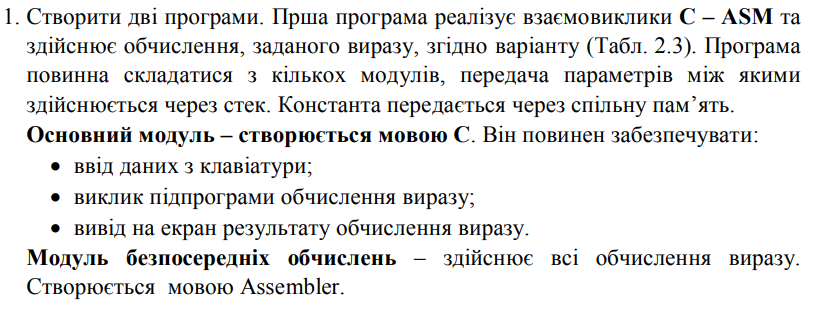 1. Створити дві програми. Прша програма реалізує взаємовиклики C – ASM та
здійснює обчислення, заданого виразу, згідно варіанту (Табл. 2.3). Програма
повинна складатися з кількох модулів, передача параметрів між якими
здійснюється через стек. Константа передається через спільну пам’ять.
Основний модуль – створюється мовою С. Він повинен забезпечувати:
• ввід даних з клавіатури;
• виклик підпрограми обчислення виразу;
• вивід на екран результату обчислення виразу.
Модуль безпосередніх обчислень – здійснює всі обчислення виразу.
Створюється мовою Assembler.